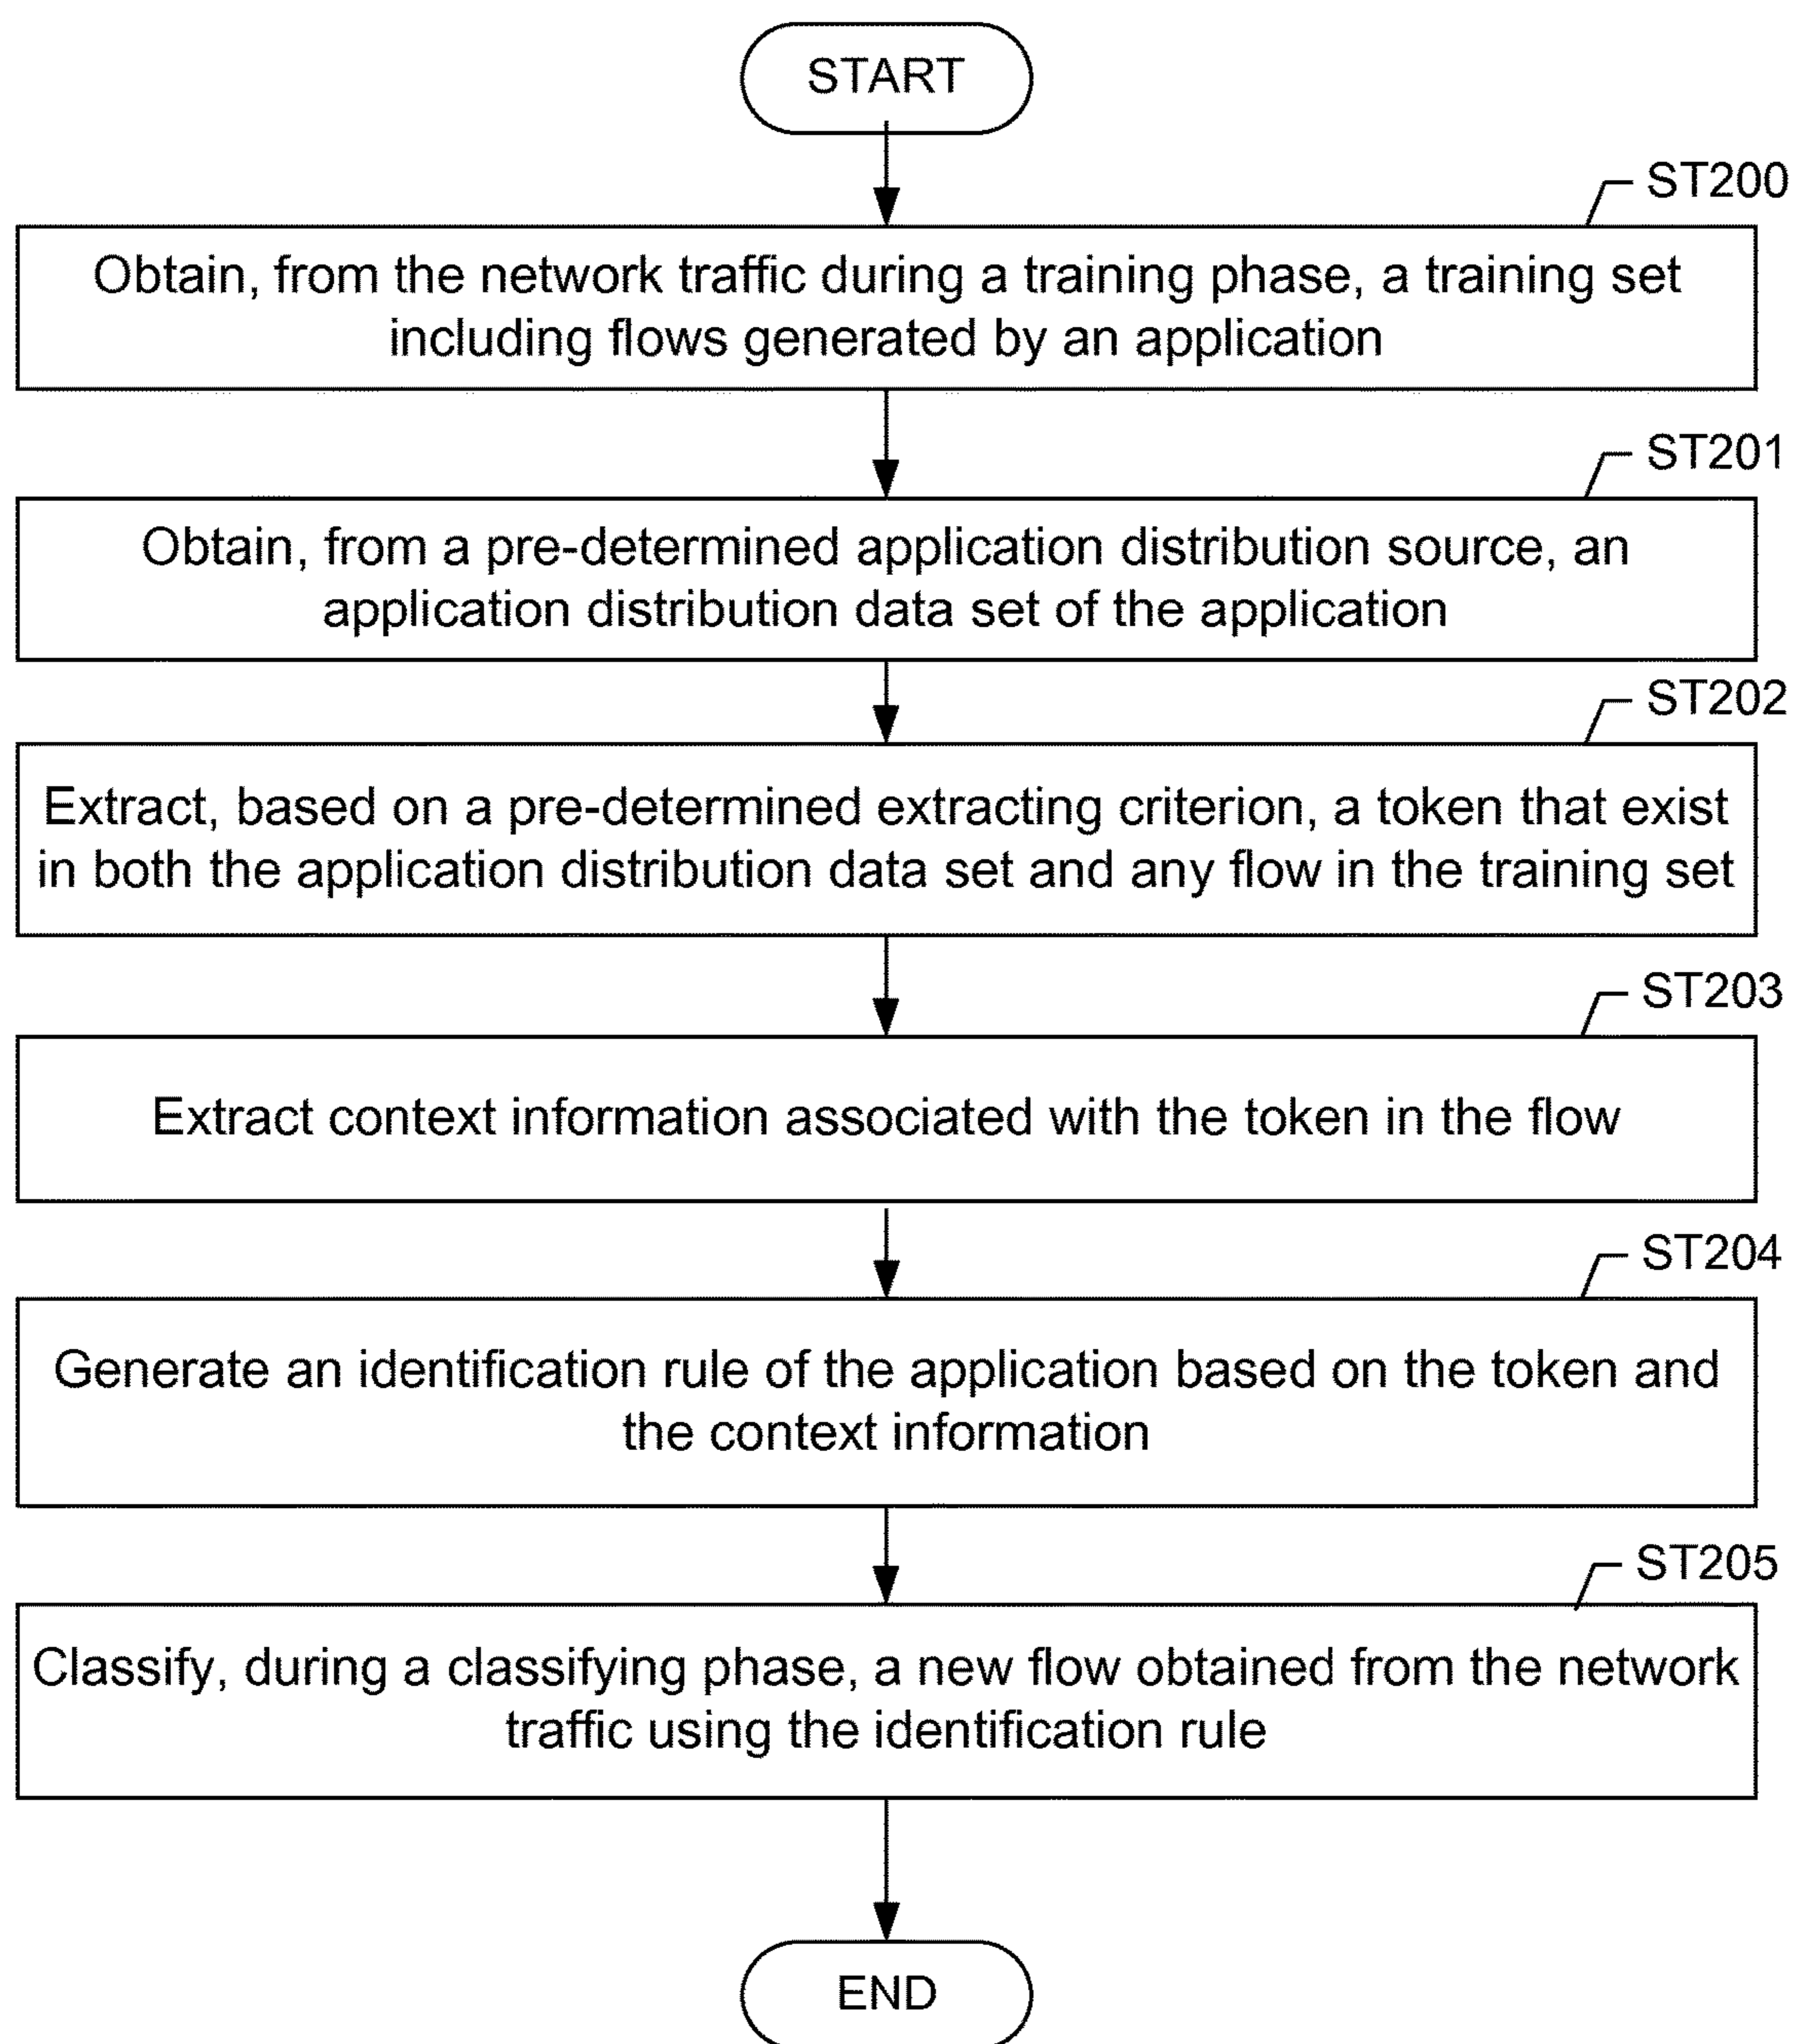 START
ST200
Obtain, from the network traffic during a training phase, a training set
including flows generated by an application
ST201
Obtain, from a pre-determined application distribution source, an
application distribution data set of the application
ST202
Extract, based on a pre-determined extracting criterion, a token that exist
in both the application distribution data set and any flow in the training set
ST203
Extract context information associated with the token in the flow
ST204
Generate an identification rule of the application based on the token and
the context information
ST205
Classify, during a classifying phase, a new flow obtained from the network
traffic using the identification rule
END